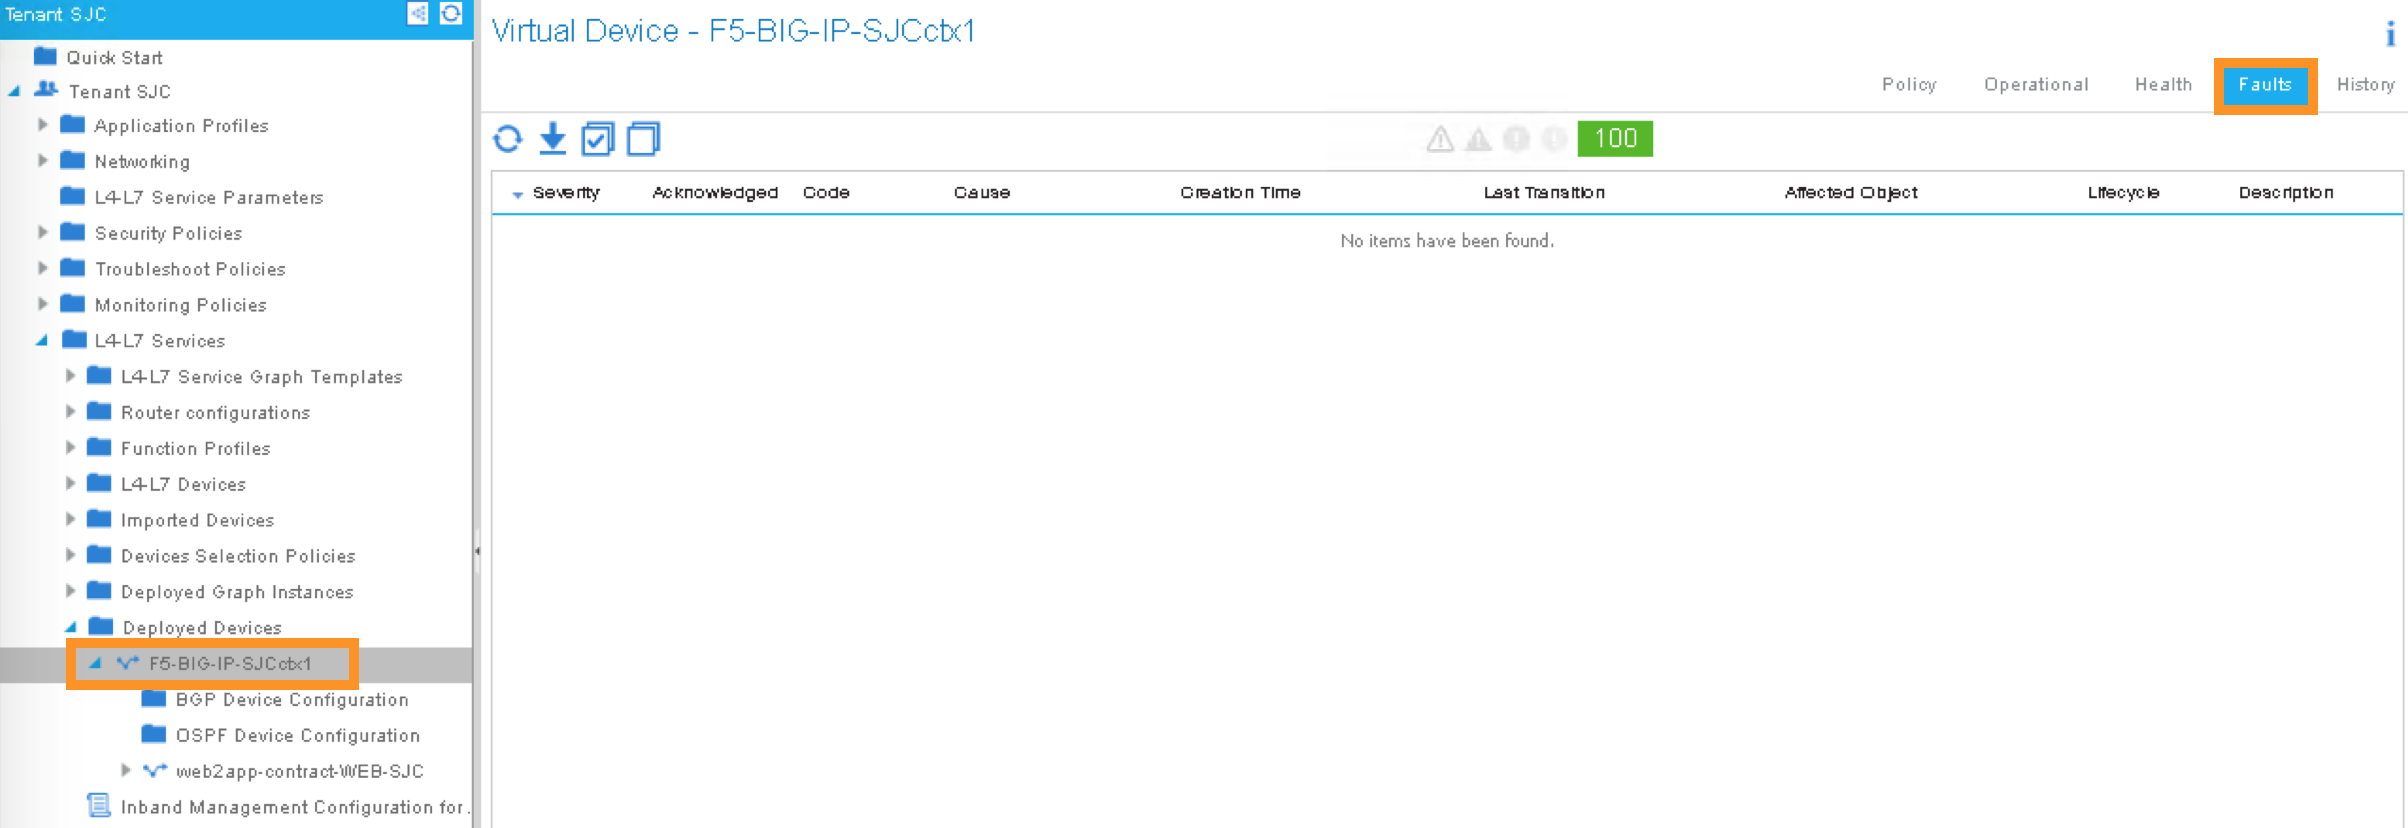 Tenant SJC
Quick Start
Tenant SJC
Application Profiles
Networking
L4-L7 Service Parameters
Security Policies
Troubleshoot Policies
Monitoring Policies
L4-L7 Services
L4-L7 Service Graph Templates
Router configurations
Function Profiles
L4-L7 Devices
Imported Devices
Devices Selection Policies
Deployed Graph Instances
Deployed Devices
F5-BIG-IP-SJCctx1
BGP Device Configuration
OSPF Device Configuration
web2app-contract-WEB-SJC
Inband Management Configuration for .
Virtual Device - F5-BIG-IP-SJCctx1
i
Policy Operational Health Faults History
100
Severity Acknowledged Code Cause Creation Time Last Transition Affected Object Lifecycle Description
No items have been found.